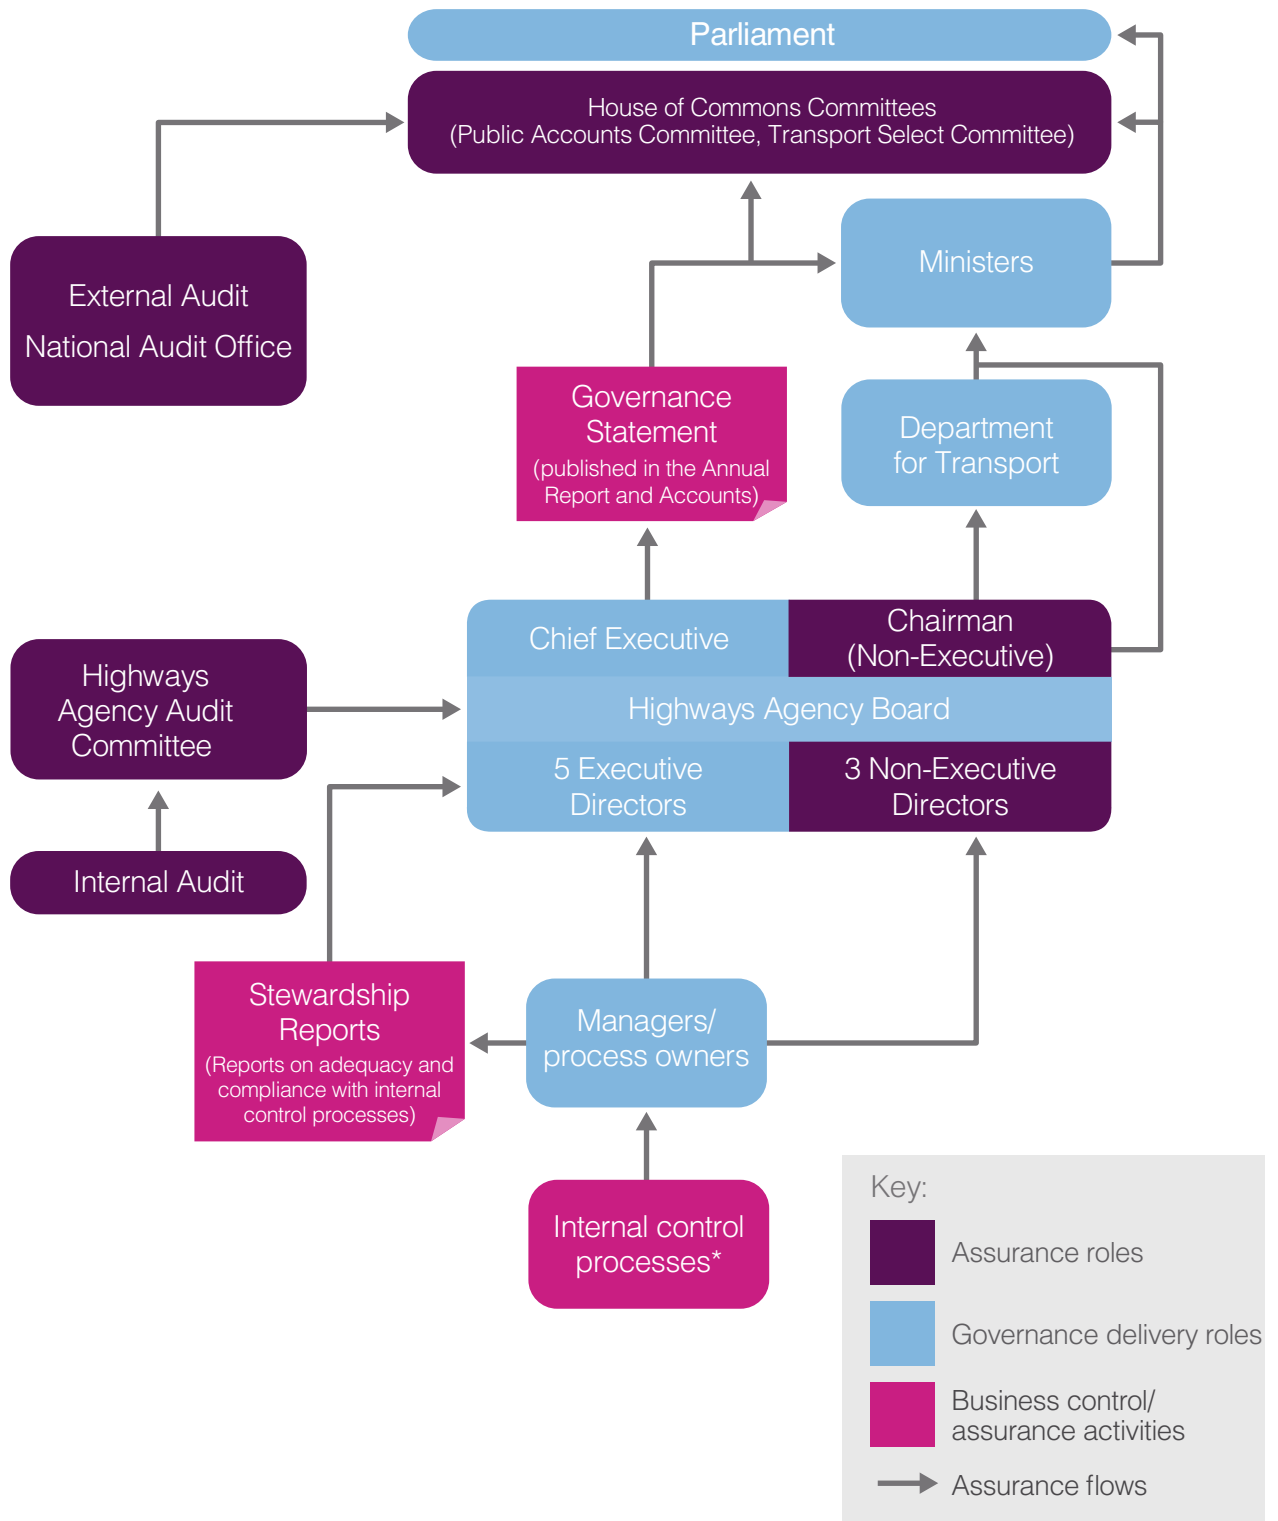 Parliament
House of Commons Committees
(Public Accounts Committee, Transport Select Committee)
Ministers
External Audit
National Audit Office
Governance
Statement
(published in the Annual
Report and Accounts)
Department
for Transport
Chief Executive
Chairman
(Non-Executive)
Highways Agency Board
5 Executive
Directors
3 Non-Executive
Directors
Highways
Agency Audit
Committee
Internal Audit
Stewardship
Reports
(Reports on adequacy and
compliance with internal
control processes)
Managers/
process owners
Internal control
processes*
Key:
Assurance roles
Governance delivery roles
Business control/
assurance activities
Assurance flows